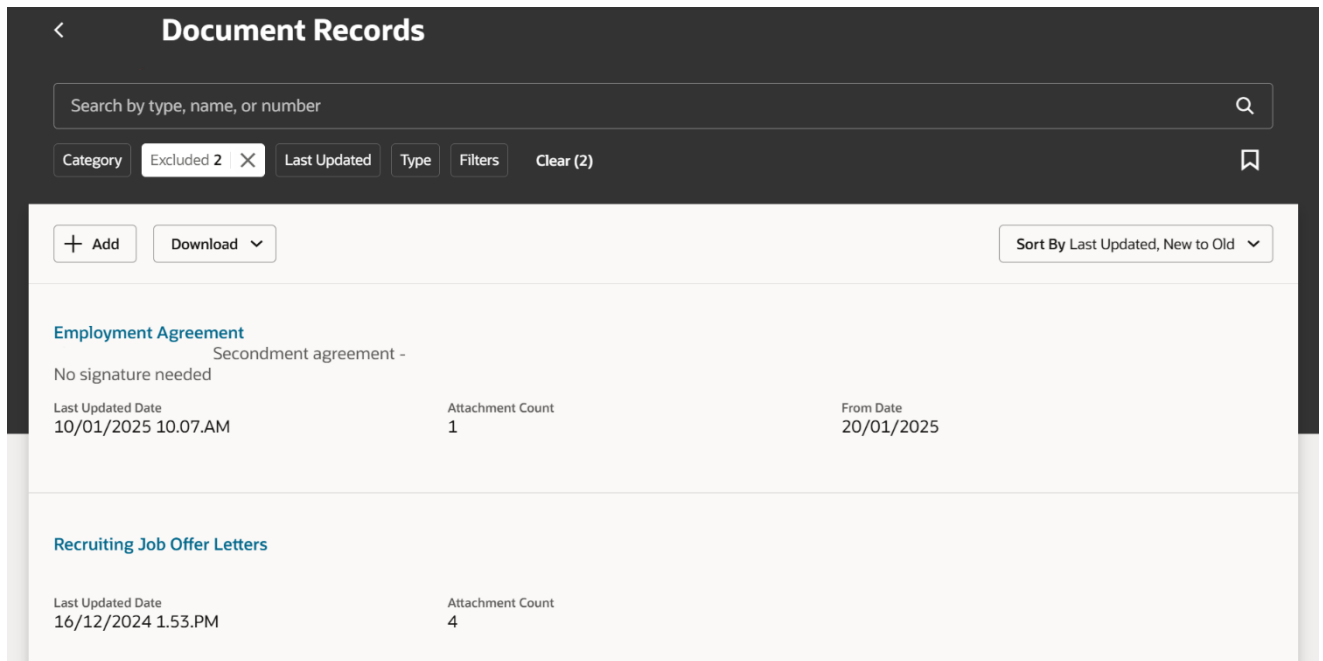 Document Records
Search by type, name, or number
Category Excluded 2 Last Updated Type Filters Clear (2)
Add Download Sort By Last Updated, New to Old
Employment Agreement
Secondment agreement -
No signature needed
Last Updated Date Attachment Count From Date
10/01/2025 10.07.AM 1 20/01/2025
Recruiting Job Offer Letters
Last Updated Date Attachment Count
16/12/2024 1.53.PM 4